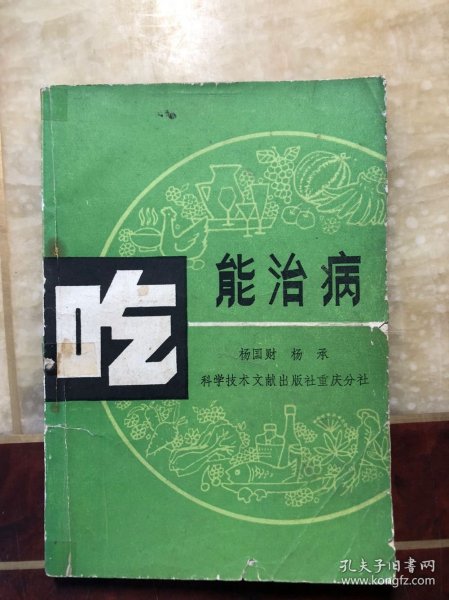 吃
能治病
杨国财 杨承
科学技术文献出版社重庆分社
孔夫子旧书网
www.kongfz.com